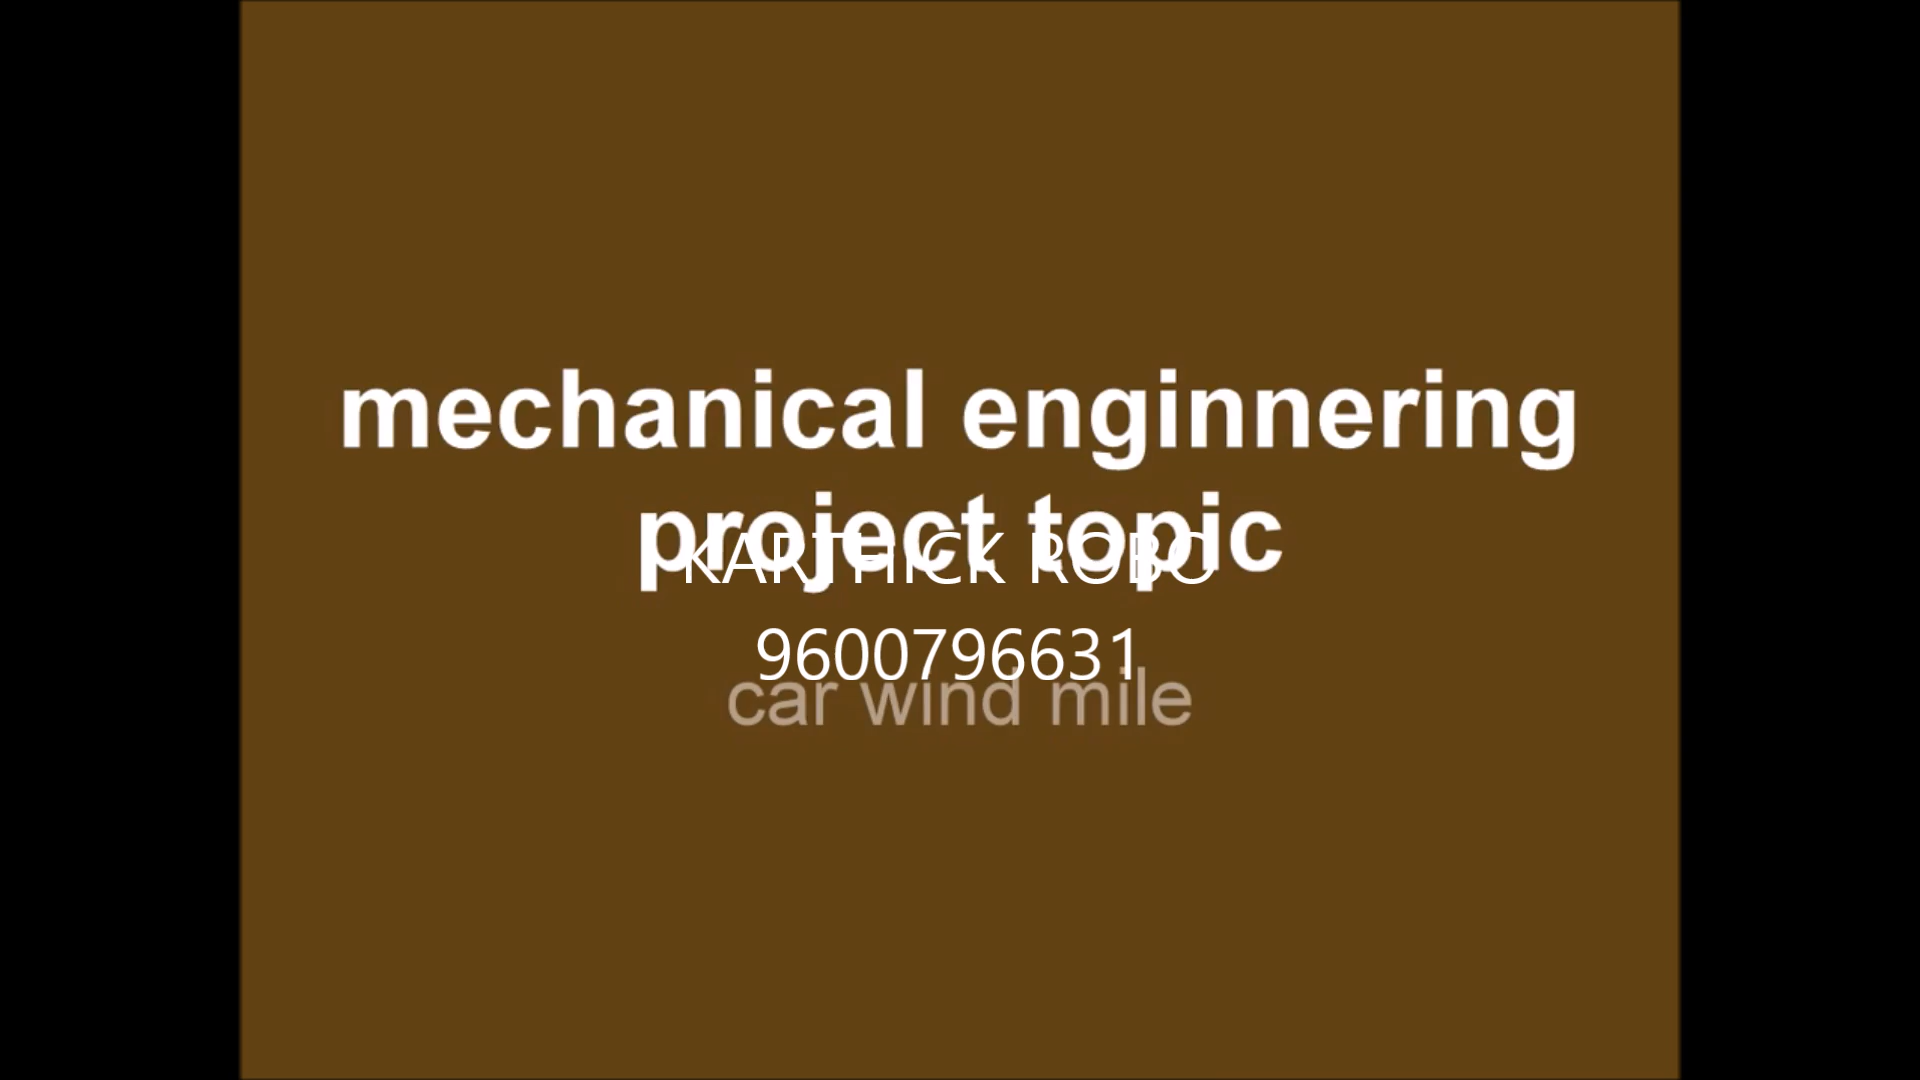 mechanical enginnering
project topic
KARTHICK ROBO
9600796631
car wind mile